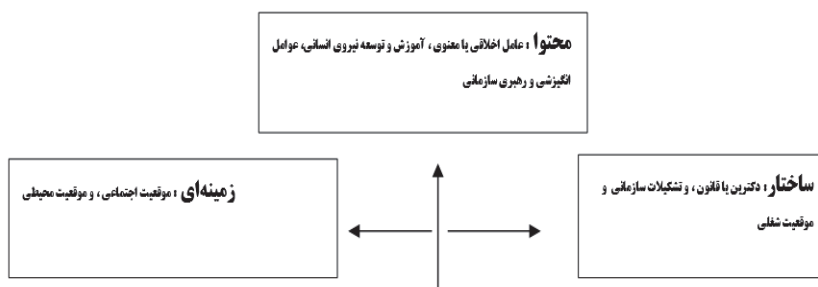 محتوا : عامل اخلاقی یا معنوی ، آموزش و توسعه نیروی انسانی، عوامل
انگیزشی و رهبری سازمانی
ساختار : دکترین یا قانون ، و تشکیلات سازمانی و
موقعیت شغلی
زمینه‌ای : موقعیت اجتماعی ، و موقعیت محیطی